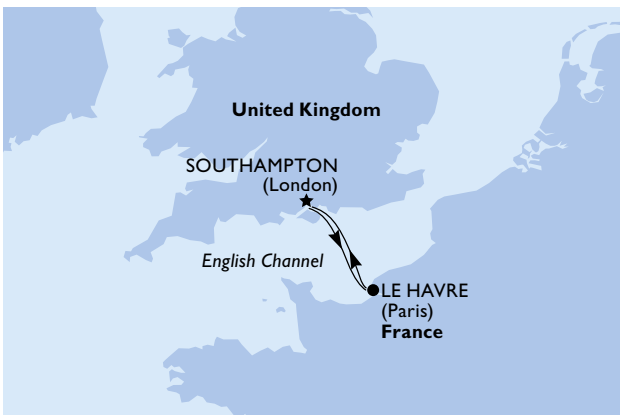 United Kingdom
SOUTHAMPTON
(London)
English Channel
LE HAVRE
(Paris)
France